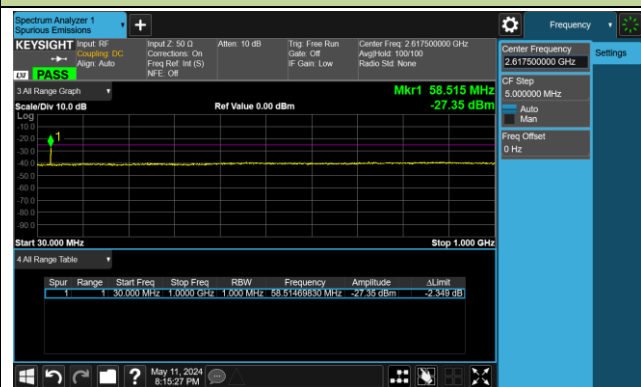 Spectrum Analyzer 1
Spurious Emissions
Frequency
KEYSIGHT
Input: RF
Coupling: DC
Align: Auto
Input Z: 50 Ω
Corrections: On
Freq Ref: Int (S)
NFE: Off
Atten: 10 dB
Trig: Free Run
Gate: Off
IF Gain: Low
Center Freq: 2.617500000 GHz
Avg|Hold: 100/100
Radio Std: None
LXI
PASS
Center Frequency
2.617500000 GHz
Settings
CF Step
5.000000 MHz
Auto
Man
Freq Offset
0 Hz
3 All Range Graph
Mkr1 58.515 MHz
Scale/Div 10.0 dB
Ref Value 0.00 dBm
-27.35 dBm
Log
-10.0
-20.0
-30.0
-40.0
-50.0
-60.0
-70.0
-80.0
-90.0
1
Start 30.000 MHz
Stop 1.000 GHz
4 All Range Table
Spur Range Start Freq Stop Freq RBW Frequency Amplitude ΔLimit
1 1 30.000 MHz 1.0000 GHz 1.000 MHz 58.51469830 MHz -27.35 dBm -2.349 dB
?
May 11, 2024
8:15:27 PM